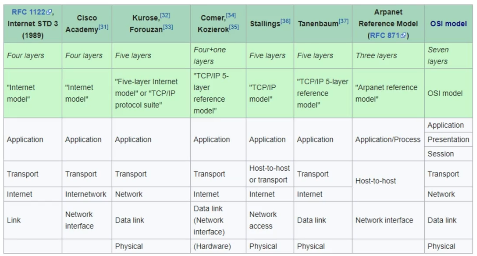 RFC 1122, Internet STD 3 (1989) Cisco Academy[31] Kurose,[32] Forouzan[33] Comer,[34] Kozierok[35] Stallings[36] Tanenbaum[37] Arpanet Reference Model (RFC 871) OSI model
Four layers Four layers Five layers Four+one layers Five layers Five layers Three layers Seven layers
"Internet model" "Internet model" "Five-layer Internet model" or "TCP/IP protocol suite" "TCP/IP 5-layer reference model" "TCP/IP model" "TCP/IP 5-layer reference model" "Arpanet reference model" OSI model
Application Application Application Application Application Application Application/Process Application
Presentation
Session
Transport Transport Transport Transport Host-to-host or transport Transport Host-to-host Transport
Internet Internetwork Network Internet Internet Internet Network
Link Network interface Data link Data link (Network interface) Network access Data link Network interface Data link
Physical (Hardware) Physical Physical Physical